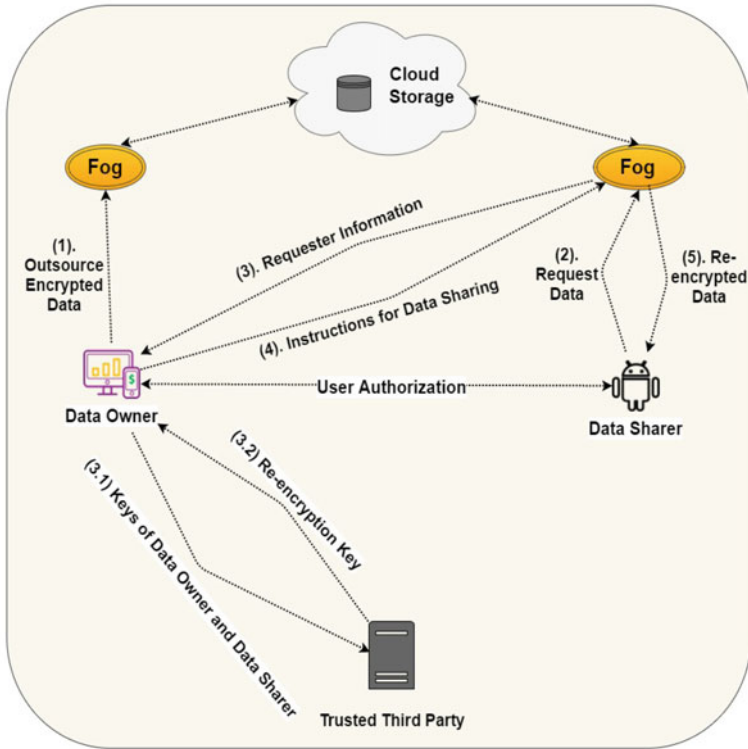 Cloud
Storage
Fog
Fog
(1).
Outsource
Encrypted
Data
(3). Requester Information
(2).
Request
Data
(5). Re-
encrypted
Data
(4). Instructions for Data Sharing
$
User Authorization
Data Owner
Data Sharer
(3.2) Re-encryption Key
(3.1) Keys of Data Owner and Data Sharer
Trusted Third Party